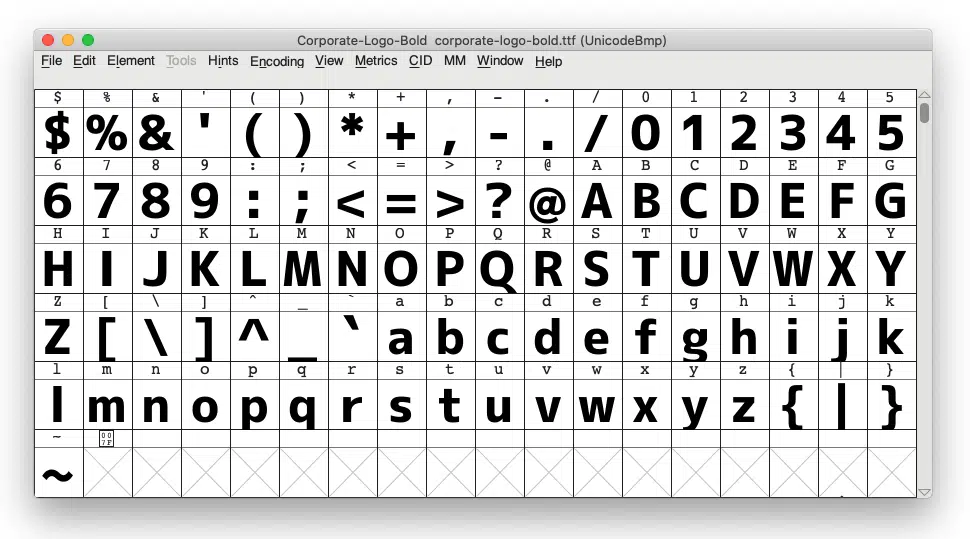 Corporate-Logo-Bold corporate-logo-bold.ttf (UnicodeBmp)
File Edit Element Tools Hints Encoding View Metrics CID MM Window Help
$ % & ' ( ) * + , - . / 0 1 2 3 4 5
$ % & ' ( ) * + , - . / 0 1 2 3 4 5
6 7 8 9 : ; < = > ? @ A B C D E F G
6 7 8 9 : ; < = > ? @ A B C D E F G
H I J K L M N O P Q R S T U V W X Y
H I J K L M N O P Q R S T U V W X Y
Z [ \ ] ^ _ ` a b c d e f g h i j k
Z [ \ ] ^ _ ` a b c d e f g h i j k
l m n o p q r s t u v w x y z { | }
l m n o p q r s t u v w x y z { | }
~ 007F
~